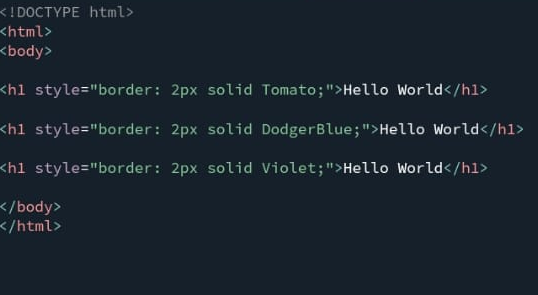 <!DOCTYPE html>
<html>
<body>
<h1 style="border: 2px solid Tomato;">Hello World</h1>
<h1 style="border: 2px solid DodgerBlue;">Hello World</h1>
<h1 style="border: 2px solid Violet;">Hello World</h1>
</body>
</html>